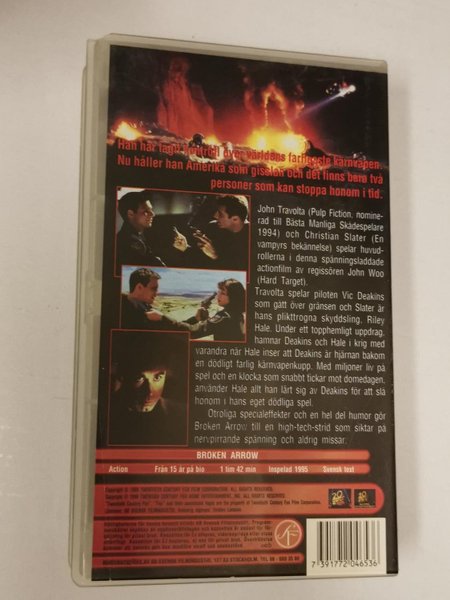 Han har tagit kontroll över världens farligaste kärnvapen.
Nu håller han Amerika som gisslan och det finns bara två
personer som kan stoppa honom i tid.
John Travolta (Pulp Fiction, nomine-
rad till Bästa Manliga Skådespelare
1994) och Christian Slater (En
vampyrs bekännelse) spelar huvud-
rollerna i denna spänningsladdade
actionfilm av regissören John Woo
(Hard Target).
Travolta spelar piloten Vic Deakins
som gått över gränsen och Slater är
hans plikttrogna skyddsling, Riley
Hale. Under ett topphemligt uppdrag,
hamnar Deakins och Hale i krig med
varandra när Hale inser att Deakins är hjärnan bakom
en dödligt farlig kärnvapenkupp. Med miljoner liv på
spel och en klocka som snabbt tickar mot domedagen,
använder Hale allt han lärt sig av Deakins för att slå
honom i hans eget dödliga spel.
Otroliga specialeffekter och en hel del humor gör
Broken Arrow till en high-tech-strid som siktar på
nervpirrande spänning och aldrig missar.
BROKEN ARROW
Action Från 15 år på bio 1 tim 42 min Inspelad 1995 Svensk text
SF
7 391772 046536